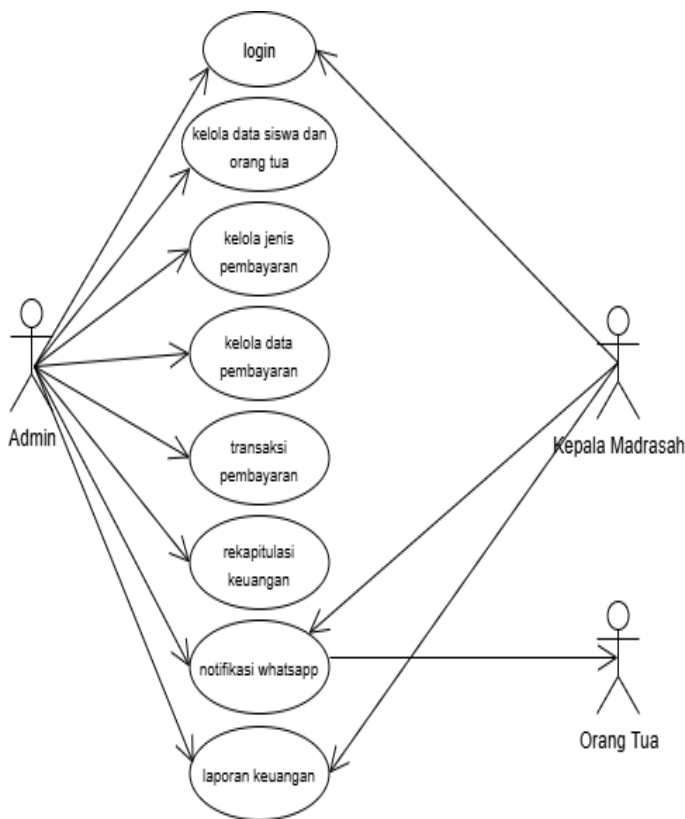 login
kelola data siswa dan
orang tua
kelola jenis
pembayaran
kelola data
pembayaran
Admin
Kepala Madrasah
transaksi
pembayaran
rekapitulasi
keuangan
notifikasi whatsapp
Orang Tua
laporan keuangan